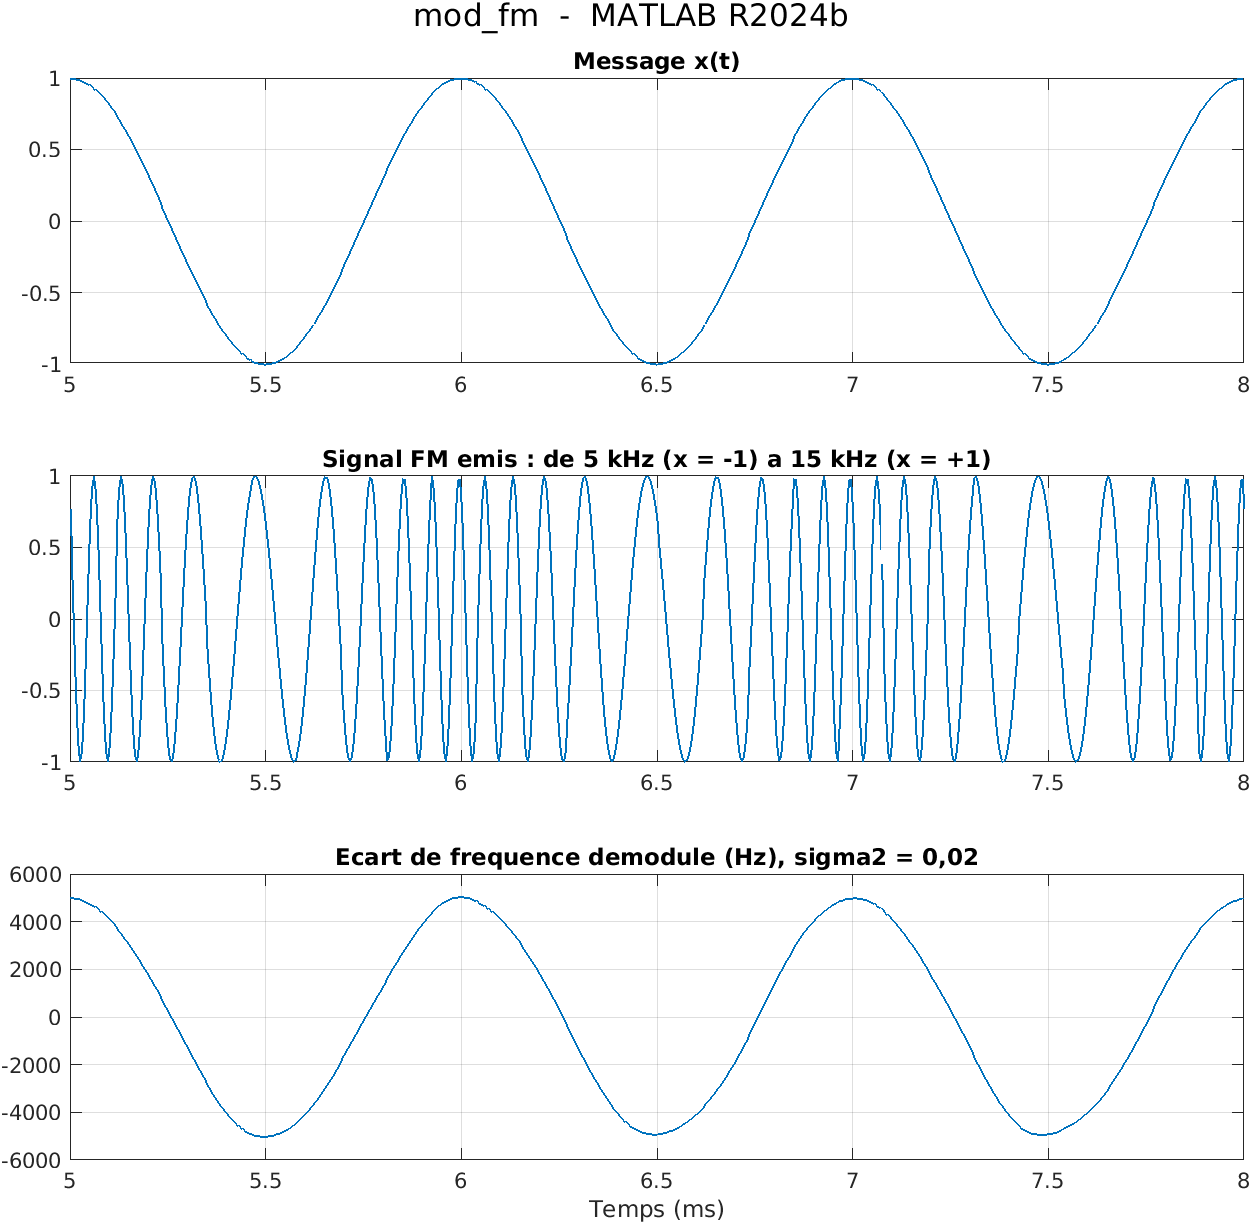 mod_fm - MATLAB R2024b
Message x(t)
1
0.5
0
-0.5
-1
5 5.5 6 6.5 7 7.5 8
Signal FM emis : de 5 kHz (x = -1) a 15 kHz (x = +1)
1
0.5
0
-0.5
-1
5 5.5 6 6.5 7 7.5 8
Ecart de frequence demodule (Hz), sigma2 = 0,02
6000
4000
2000
0
-2000
-4000
-6000
5 5.5 6 6.5 7 7.5 8
Temps (ms)